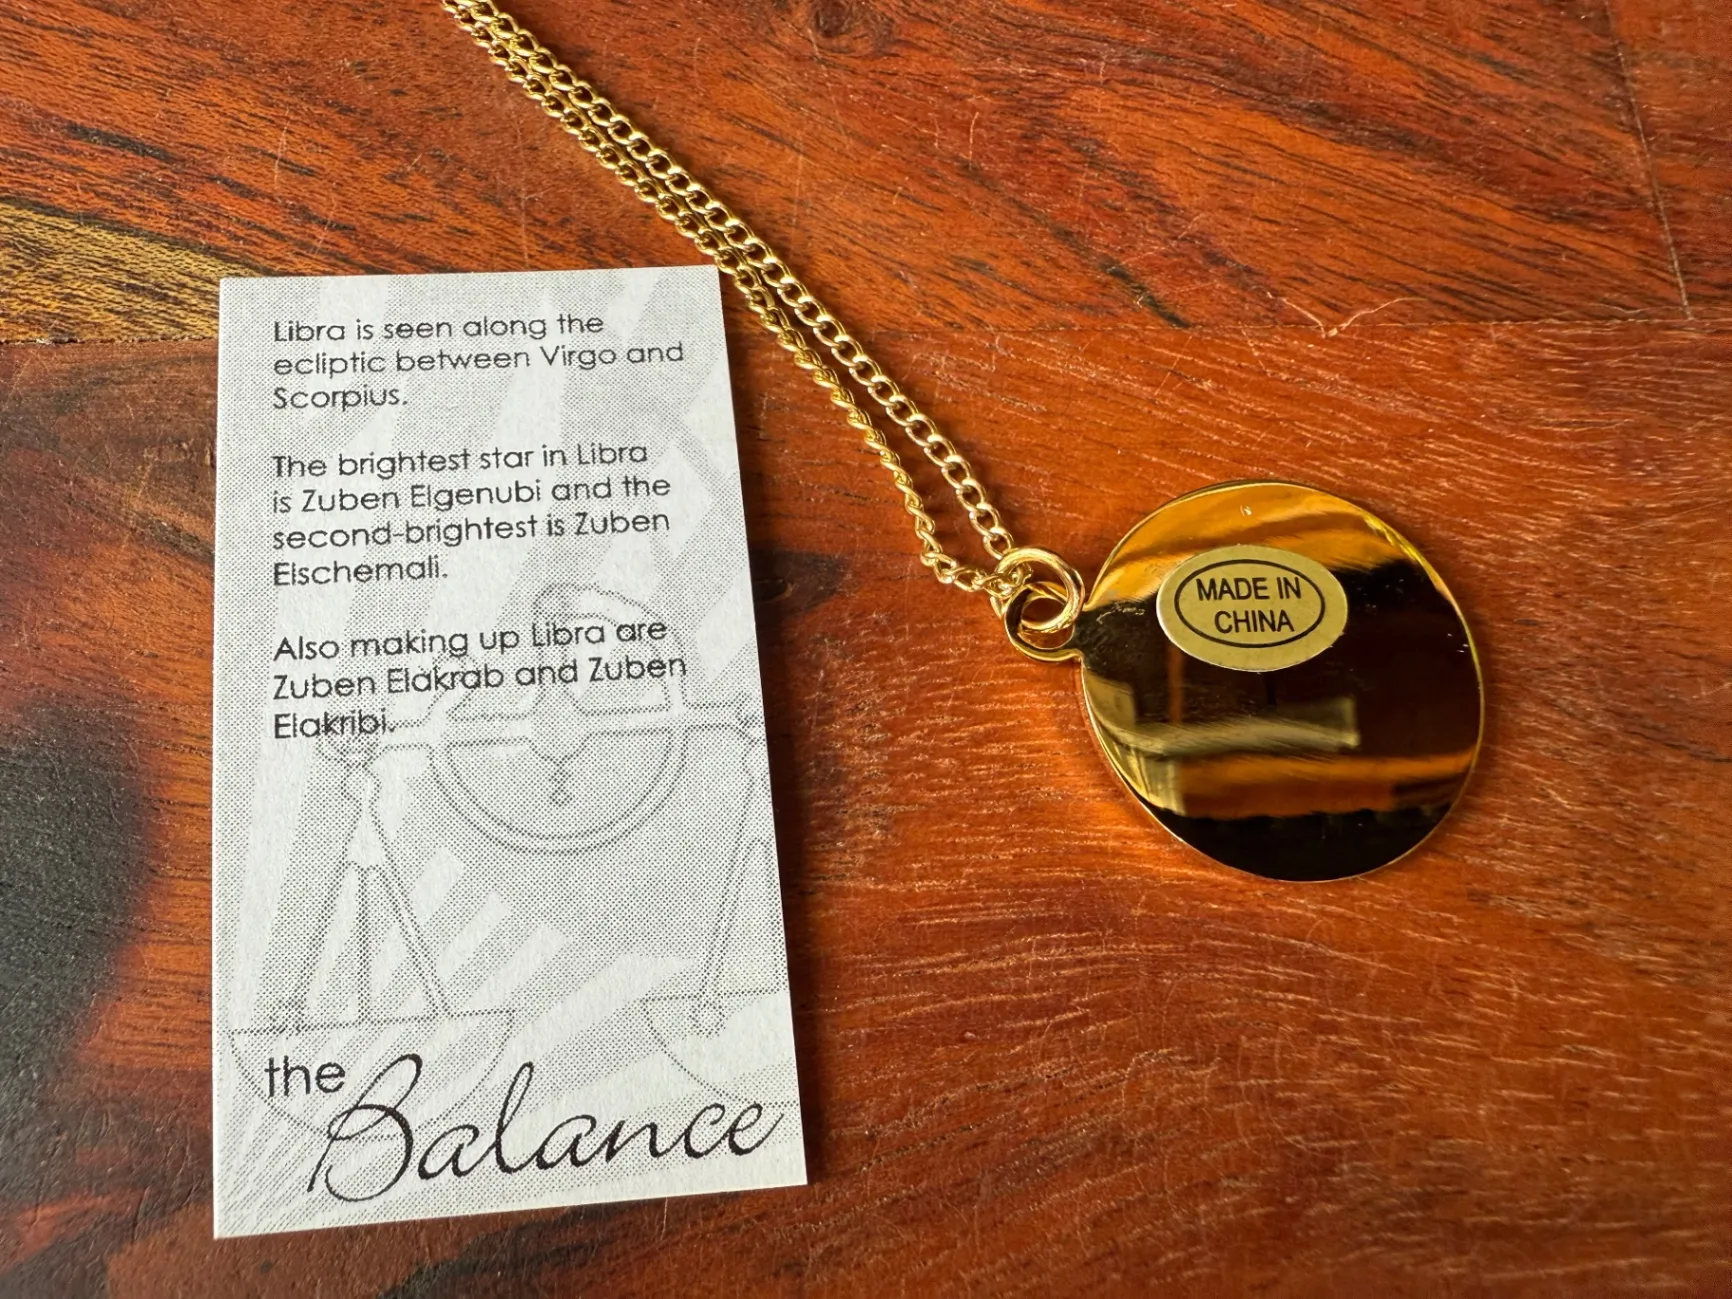 Libra is seen along the
ecliptic between Virgo and
Scorpius.
The brightest star in Libra
is Zuben Elgenubi and the
second-brightest is Zuben
Elschemali.
Also making up Libra are
Zuben Elakrab and Zuben
Elakribi.
the Balance
MADE IN
CHINA